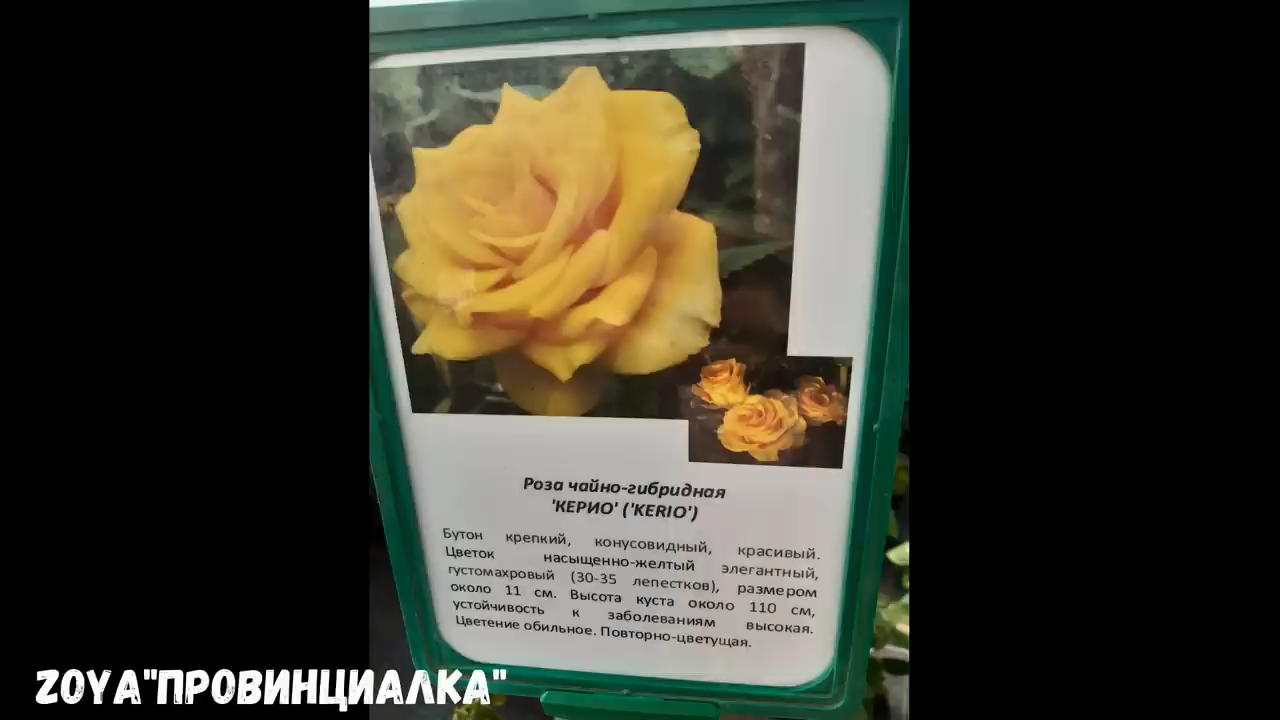 Роза чайно-гибридная
'КЕРИО' ('KERIO')
Бутон крепкий, конусовидный, красивый.
Цветок насыщенно-желтый элегантный,
густомахровый (30-35 лепестков), размером
около 11 см. Высота куста около 110 см,
устойчивость к заболеваниям высокая.
Цветение обильное. Повторно-цветущая.
ZOYA"ПРОВИНЦИАЛКА"